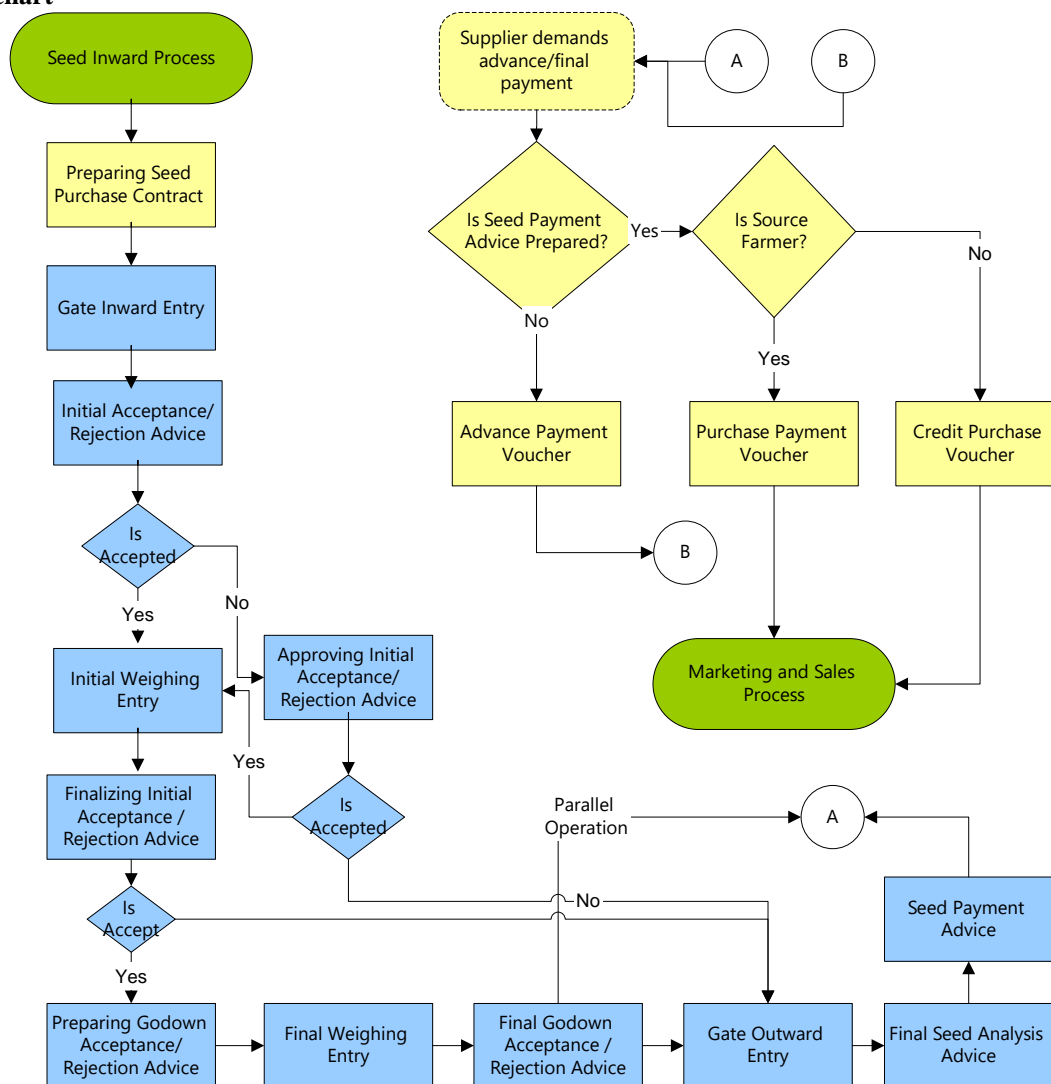 Seed Inward Process
Preparing Seed
Purchase Contract
Gate Inward Entry
Initial Acceptance/
Rejection Advice
Is
Accepted
Yes
No
Initial Weighing
Entry
Approving Initial
Acceptance/
Rejection Advice
Yes
Is
Accepted
No
Finalizing Initial
Acceptance /
Rejection Advice
Is
Accept
Yes
Preparing Godown
Acceptance/
Rejection Advice
Final Weighing
Entry
Final Godown
Acceptance /
Rejection Advice
Gate Outward
Entry
Final Seed Analysis
Advice
Seed Payment
Advice
Parallel
Operation
A
Supplier demands
advance/final
payment
A
B
Is Seed Payment
Advice Prepared?
Yes
Is Source
Farmer?
No
No
Yes
Advance Payment
Voucher
Purchase Payment
Voucher
Credit Purchase
Voucher
B
Marketing and Sales
Process